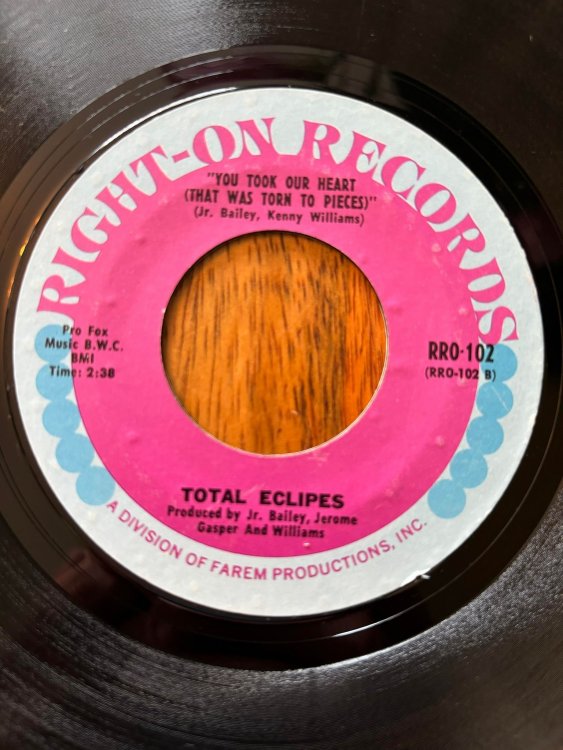 RIGHT-ON RECORDS
"YOU TOOK OUR HEART
(THAT WAS TORN TO PIECES)"
(Jr. Bailey, Kenny Williams)
Pro Fox
Music B.W.C.
BMI
Time: 2:38
RRO-102
(RRO-102 B)
TOTAL ECLIPES
Produced by Jr. Bailey, Jerome
Gasper And Williams
A DIVISION OF FAREM PRODUCTIONS, INC.